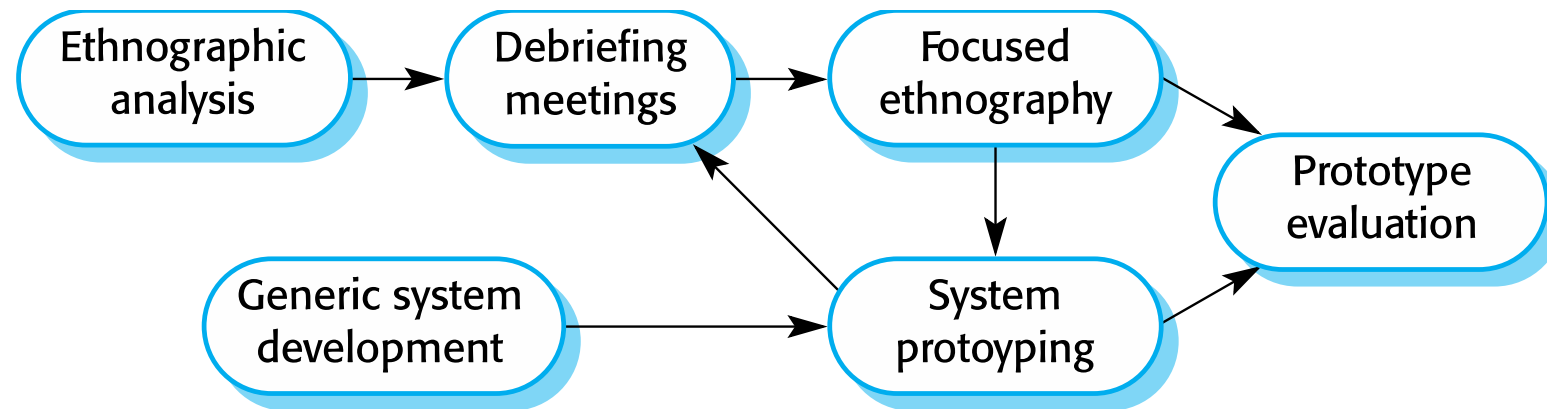 Ethnographic
analysis
Debriefing
meetings
Focused
ethnography
Prototype
evaluation
Generic system
development
System
protoyping